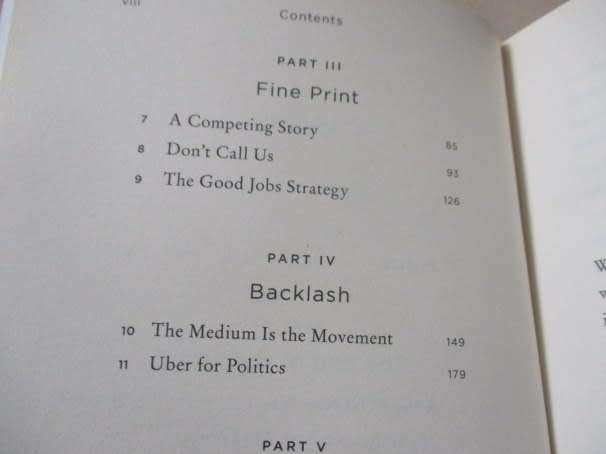 viii Contents
PART III
Fine Print
7 A Competing Story 85
8 Don't Call Us 93
9 The Good Jobs Strategy 126
PART IV
Backlash
10 The Medium Is the Movement 149
11 Uber for Politics 179
PART V